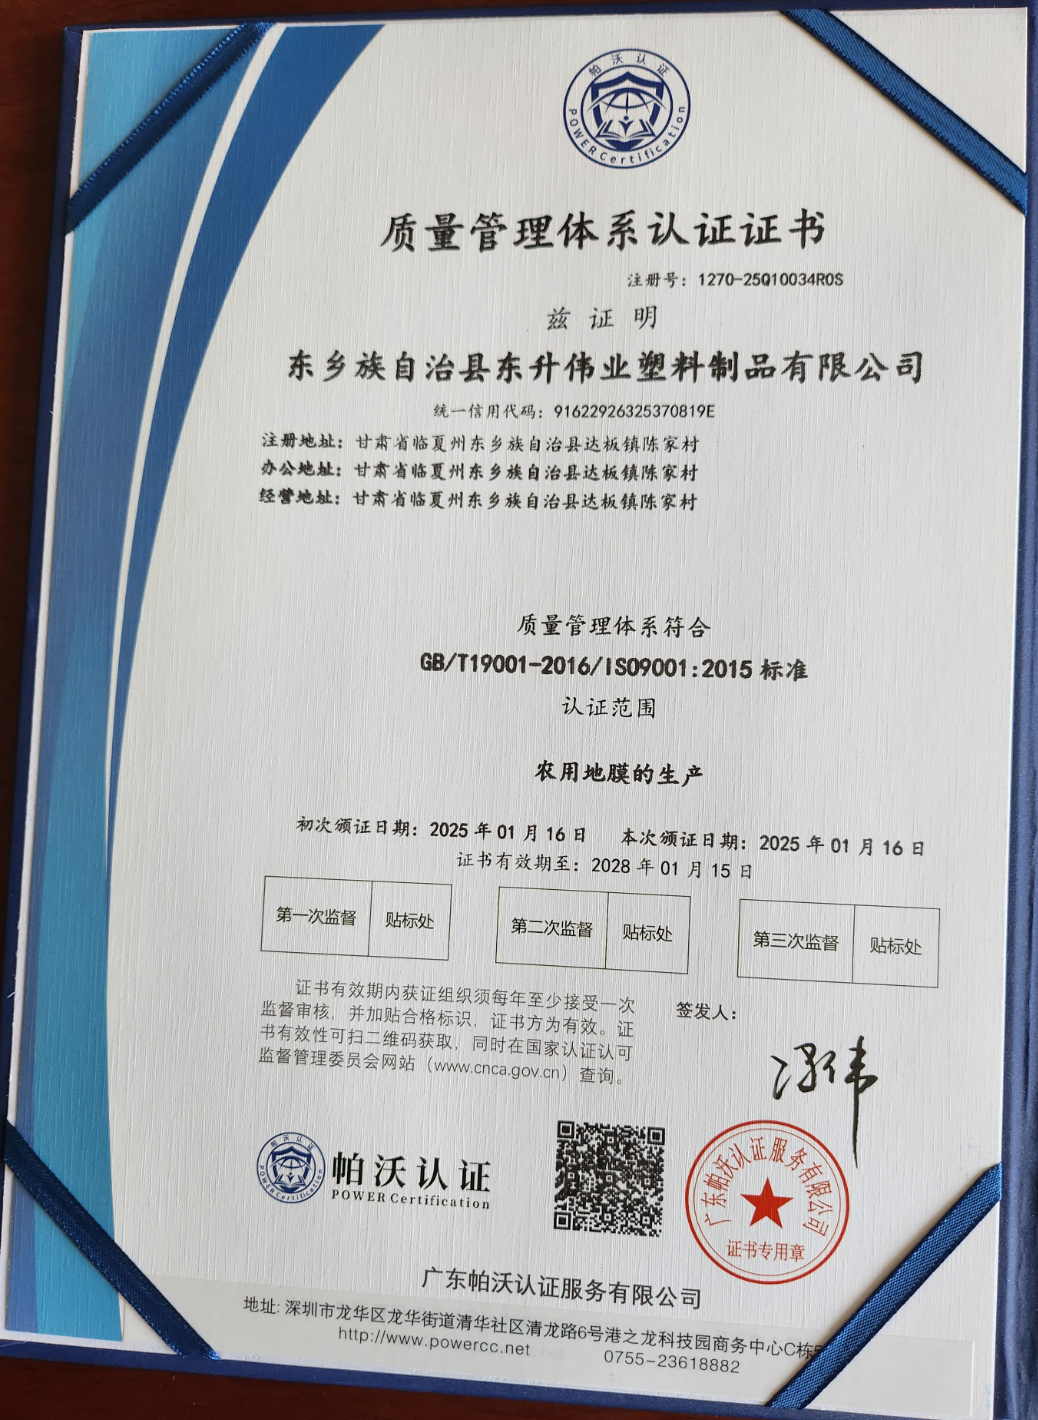 帕沃认证
POWER Certification
质量管理体系认证证书
注册号：1270-25Q10034R0S
兹证明
东乡族自治县东升伟业塑料制品有限公司
统一信用代码：91622926325370819E
注册地址：甘肃省临夏州东乡族自治县达板镇陈家村
办公地址：甘肃省临夏州东乡族自治县达板镇陈家村
经营地址：甘肃省临夏州东乡族自治县达板镇陈家村
质量管理体系符合
GB/T19001-2016/ISO9001:2015 标准
认证范围
农用地膜的生产
初次颁证日期：2025 年 01 月 16 日 本次颁证日期：2025 年 01 月 16 日
证书有效期至：2028 年 01 月 15 日
第一次监督 贴标处 第二次监督 贴标处 第三次监督 贴标处
证书有效期内获证组织须每年至少接受一次
监督审核，并加贴合格标识，证书方为有效。证
书有效性可扫二维码获取，同时在国家认证认可
监督管理委员会网站（www.cnca.gov.cn）查询。
签发人：
帕沃认证
POWER Certification
帕沃认证
POWER Certification
广东帕沃认证服务有限公司
证书专用章
广东帕沃认证服务有限公司
地址: 深圳市龙华区龙华街道清华社区清龙路6号港之龙科技园商务中心C栋
http://www.powercc.net 0755-23618882